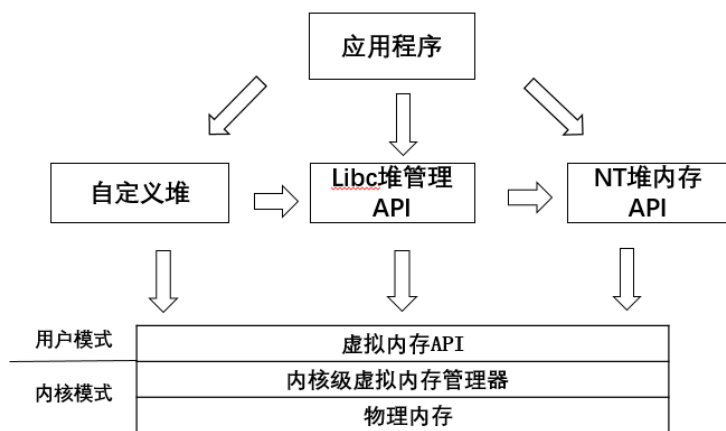 应用程序
自定义堆
Libc堆管理
API
NT堆内存
API
用户模式
虚拟内存API
内核模式
内核级虚拟内存管理器
物理内存